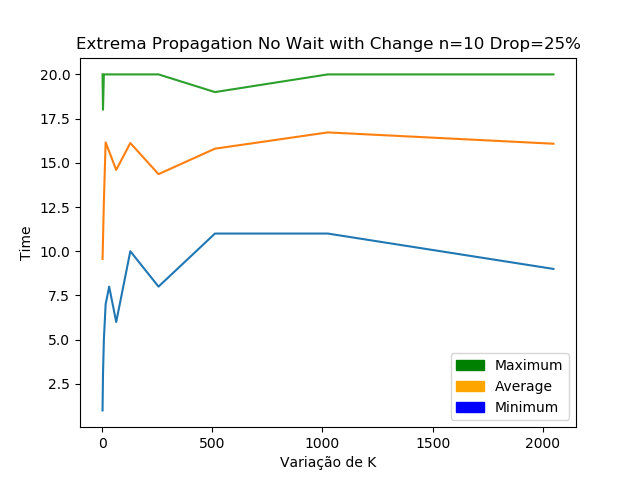 Extrema Propagation No Wait with Change n=10 Drop=25%
20.0
17.5
15.0
12.5
10.0
7.5
5.0
2.5
Time
Maximum
Average
Minimum
0 500 1000 1500 2000
Variação de K